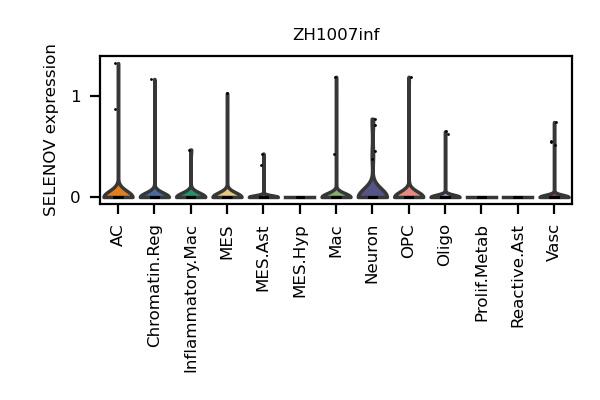 ZH1007inf
SELENOV expression
1
0
AC
Chromatin.Reg
Inflammatory.Mac
MES
MES.Ast
MES.Hyp
Mac
Neuron
OPC
Oligo
Prolif.Metab
Reactive.Ast
Vasc